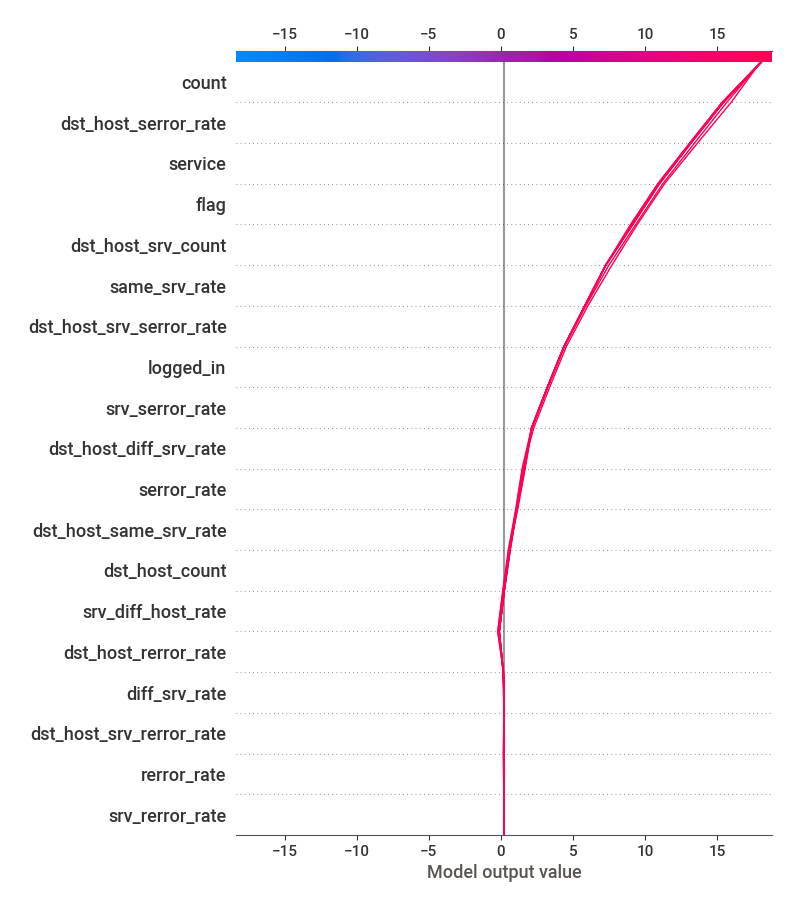 −15 −10 −5 0 5 10 15
count
dst_host_serror_rate
service
flag
dst_host_srv_count
same_srv_rate
dst_host_srv_serror_rate
logged_in
srv_serror_rate
dst_host_diff_srv_rate
serror_rate
dst_host_same_srv_rate
dst_host_count
srv_diff_host_rate
dst_host_rerror_rate
diff_srv_rate
dst_host_srv_rerror_rate
rerror_rate
srv_rerror_rate
−15 −10 −5 0 5 10 15
Model output value